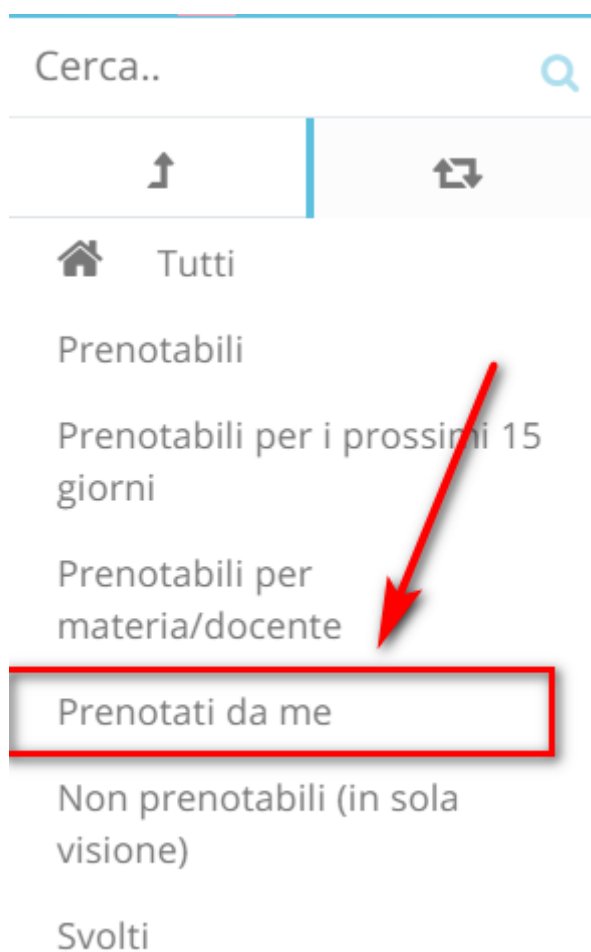 Cerca..
Tutti
Prenotabili
Prenotabili per i prossimi 15
giorni
Prenotabili per
materia/docente
Prenotati da me
Non prenotabili (in sola
visione)
Svolti